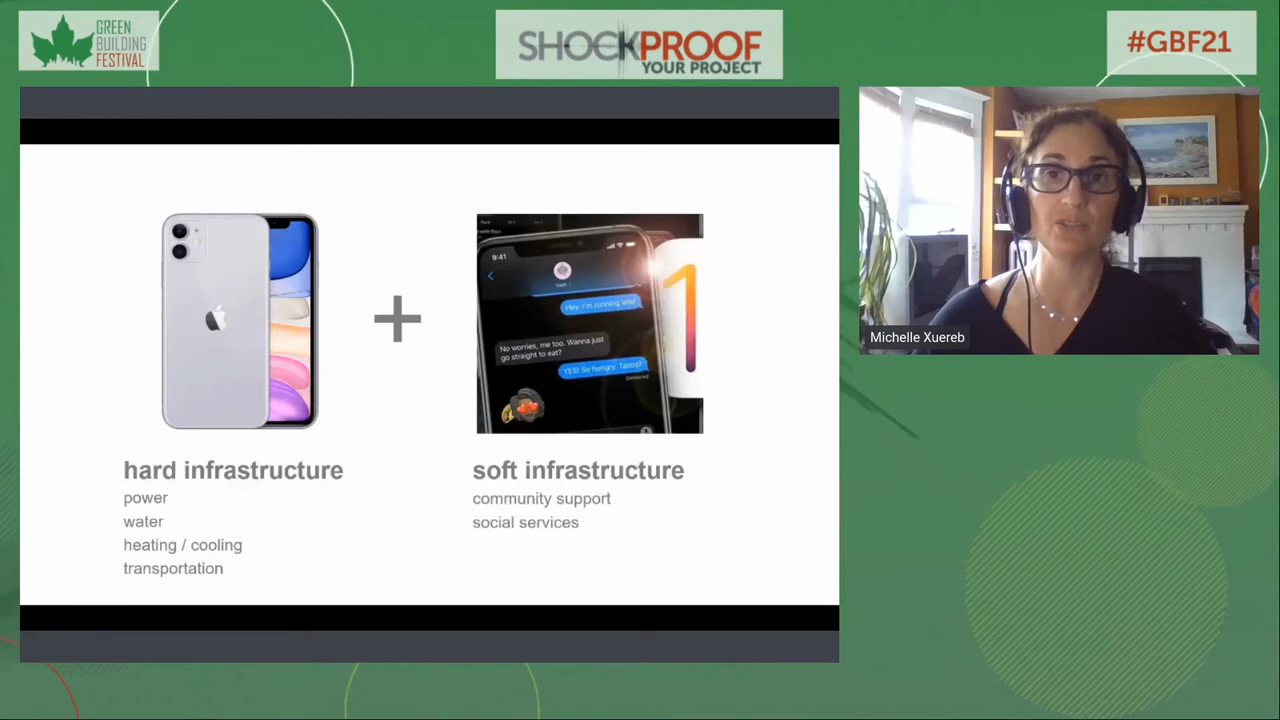 GREEN
BUILDING
FESTIVAL
SHOCKPROOF
YOUR PROJECT
#GBF21
9:41
Hey, I'm running late!
No worries, me too. Wanna just
go straight to eat?
YES! So hungry. Tacos?
Delivered
1
+
hard infrastructure
power
water
heating / cooling
transportation
soft infrastructure
community support
social services
Michelle Xuereb